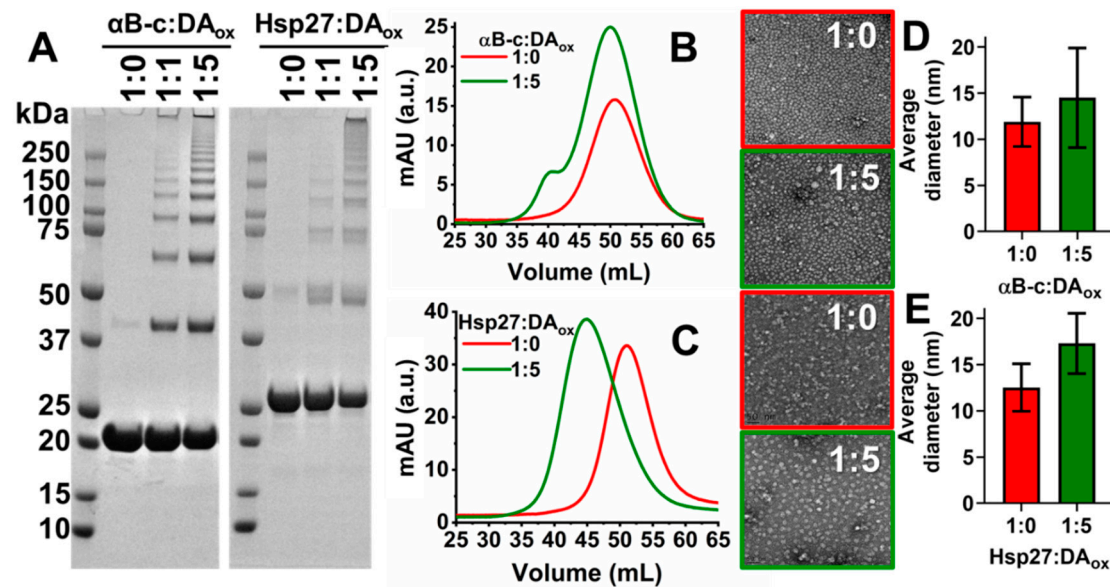 A
αB-c:DAox
Hsp27:DAox
1:0
1:1
1:5
1:0
1:1
1:5
kDa
250
150
100
75
50
37
25
20
15
10
B
αB-c:DAox
1:0
1:5
mAU (a.u.)
25
20
15
10
5
0
25 30 35 40 45 50 55 60 65
Volume (mL)
C
Hsp27:DAox
1:0
1:5
mAU (a.u.)
40
30
20
10
0
25 30 35 40 45 50 55 60 65
Volume (mL)
1:0
1:5
1:0
1:5
D
Average
diameter (nm)
20
15
10
5
0
1:0 1:5
αB-c:DAox
E
Average
diameter (nm)
20
15
10
5
0
1:0 1:5
Hsp27:DAox